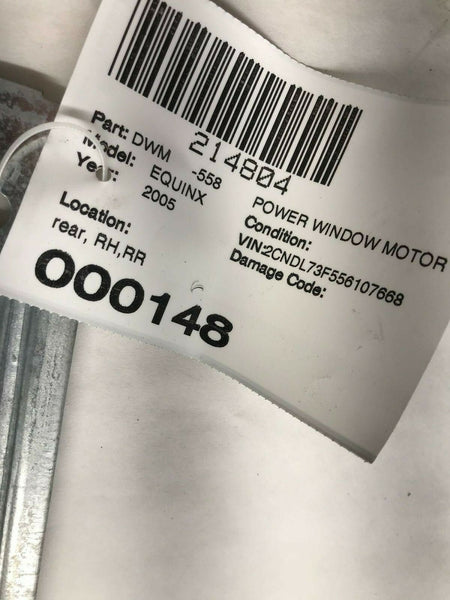 214804
Part: DWM -558 POWER WINDOW MOTOR
Model: EQUINX Condition:
Year: 2005 VIN:2CNDL73F556107668
Damage Code:
Location:
rear, RH,RR
000148